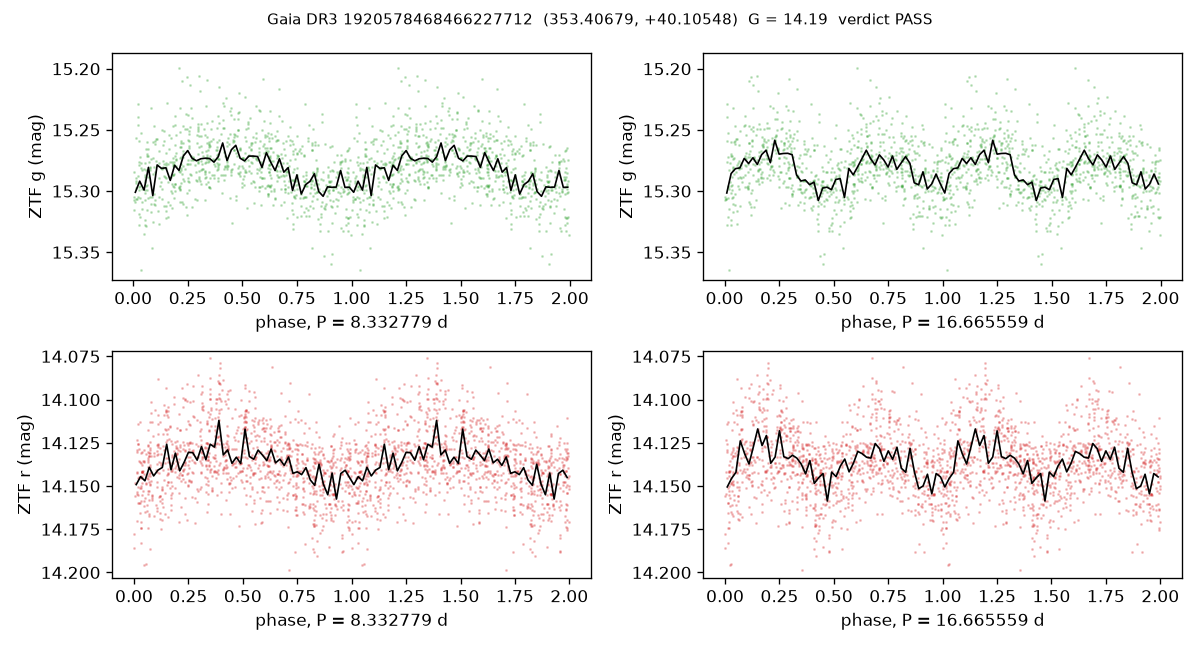 Gaia DR3 1920578468466227712  (353.40679, +40.10548)  G = 14.19  verdict PASS
ZTF g (mag)
15.20
15.25
15.30
15.35
0.00 0.25 0.50 0.75 1.00 1.25 1.50 1.75 2.00
phase, P = 8.332779 d
ZTF g (mag)
15.20
15.25
15.30
15.35
0.00 0.25 0.50 0.75 1.00 1.25 1.50 1.75 2.00
phase, P = 16.665559 d
ZTF r (mag)
14.075
14.100
14.125
14.150
14.175
14.200
0.00 0.25 0.50 0.75 1.00 1.25 1.50 1.75 2.00
phase, P = 8.332779 d
ZTF r (mag)
14.075
14.100
14.125
14.150
14.175
14.200
0.00 0.25 0.50 0.75 1.00 1.25 1.50 1.75 2.00
phase, P = 16.665559 d